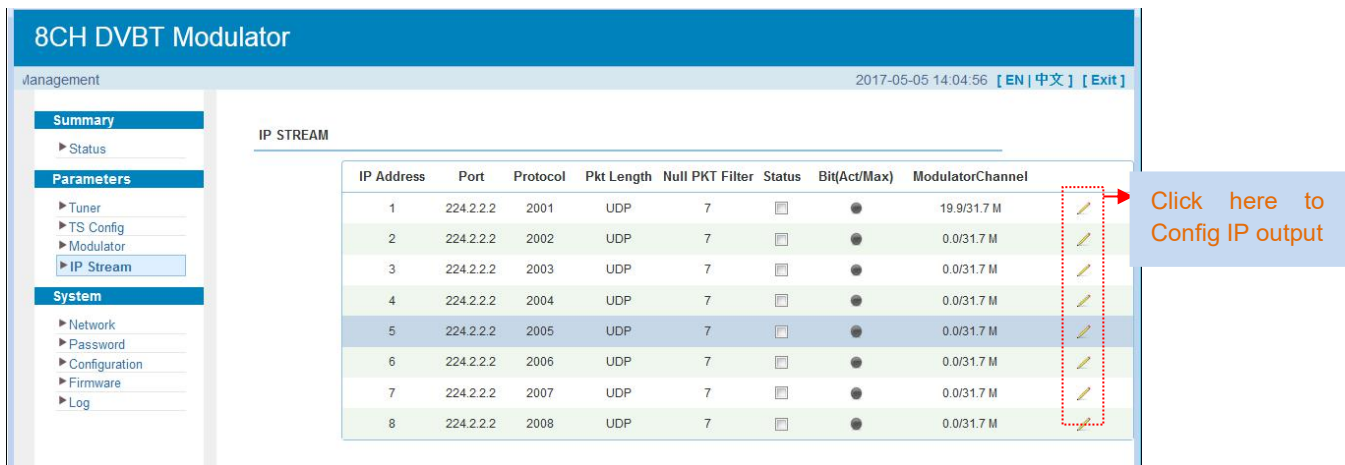 8CH DVBT Modulator
Management 2017-05-05 14:04:56 [ EN | 中文 ] [ Exit ]
Summary
Status
Parameters
Tuner
TS Config
Modulator
IP Stream
System
Network
Password
Configuration
Firmware
Log
IP STREAM
IP Address Port Protocol Pkt Length Null PKT Filter Status Bit(Act/Max) ModulatorChannel
1 224.2.2.2 2001 UDP 7 19.9/31.7 M
2 224.2.2.2 2002 UDP 7 0.0/31.7 M
3 224.2.2.2 2003 UDP 7 0.0/31.7 M
4 224.2.2.2 2004 UDP 7 0.0/31.7 M
5 224.2.2.2 2005 UDP 7 0.0/31.7 M
6 224.2.2.2 2006 UDP 7 0.0/31.7 M
7 224.2.2.2 2007 UDP 7 0.0/31.7 M
8 224.2.2.2 2008 UDP 7 0.0/31.7 M
Click here to
Config IP output